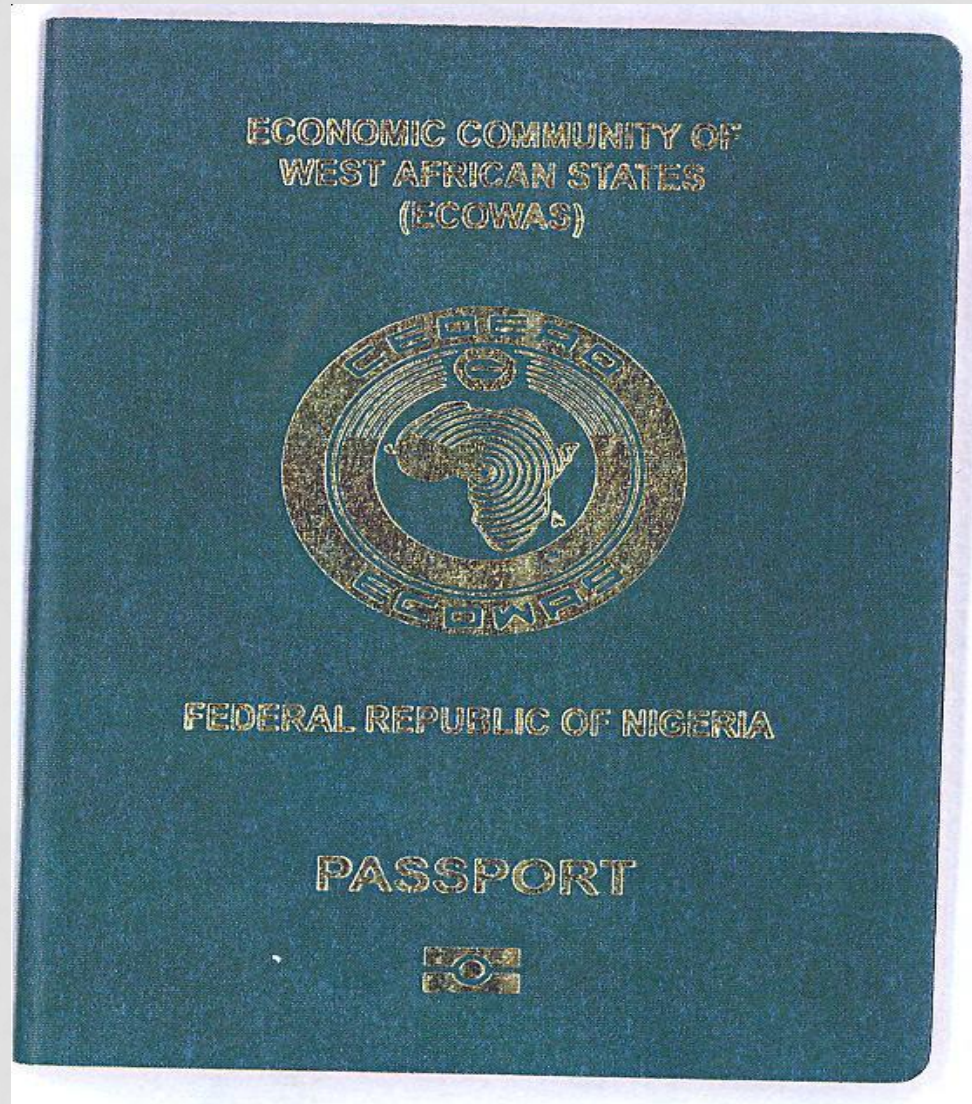 ECONOMIC COMMUNITY OF
WEST AFRICAN STATES
(ECOWAS)
CEDEAO
ECOWAS
FEDERAL REPUBLIC OF NIGERIA
PASSPORT